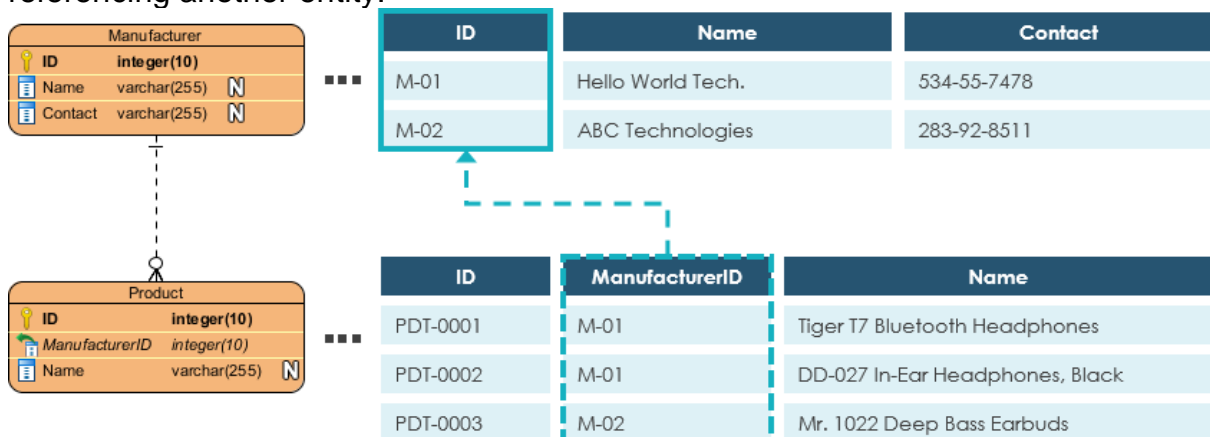 referencing another entity.
Manufacturer
ID integer(10)
Name varchar(255) N
Contact varchar(255) N
ID Name Contact
M-01 Hello World Tech. 534-55-7478
M-02 ABC Technologies 283-92-8511
Product
ID integer(10)
ManufacturerID integer(10)
Name varchar(255) N
ID ManufacturerID Name
PDT-0001 M-01 Tiger T7 Bluetooth Headphones
PDT-0002 M-01 DD-027 In-Ear Headphones, Black
PDT-0003 M-02 Mr. 1022 Deep Bass Earbuds